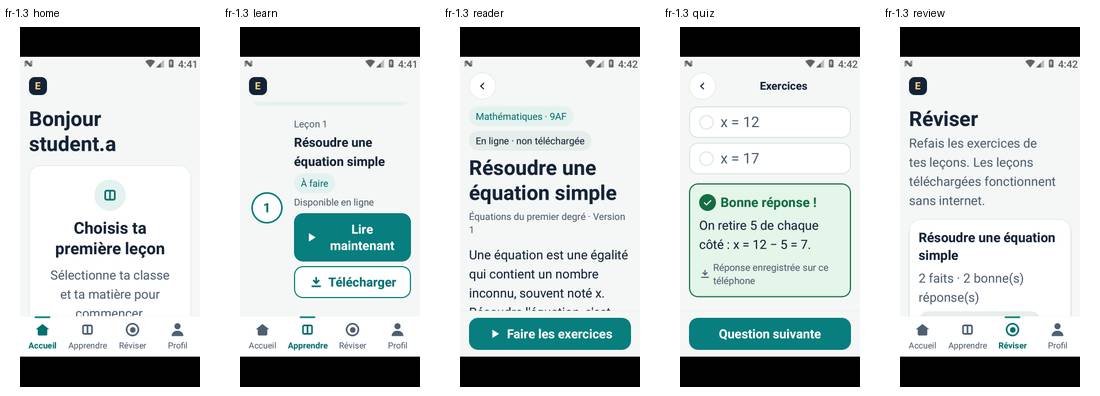 fr-1.3 home
4:41
E
Bonjour
student.a
Choisis ta
première leçon
Sélectionne ta classe
et ta matière pour
commencer
Accueil Apprendre Réviser Profil
fr-1.3 learn
4:41
E
Leçon 1
Résoudre une
équation simple
À faire
Disponible en ligne
1
Lire
maintenant
Télécharger
Accueil Apprendre Réviser Profil
fr-1.3 reader
4:42
Mathématiques · 9AF
En ligne · non téléchargée
Résoudre une
équation simple
Équations du premier degré · Version
1
Une équation est une égalité
qui contient un nombre
inconnu, souvent noté x.
Résoudre l'équation, c'est
Faire les exercices
fr-1.3 quiz
4:42
Exercices
x = 12
x = 17
Bonne réponse !
On retire 5 de chaque
côté : x = 12 − 5 = 7.
Réponse enregistrée sur ce
téléphone
Question suivante
fr-1.3 review
4:42
E
Réviser
Refais les exercices de
tes leçons. Les leçons
téléchargées fonctionnent
sans internet.
Résoudre une équation
simple
2 faits · 2 bonne(s)
réponse(s)
Accueil Apprendre Réviser Profil